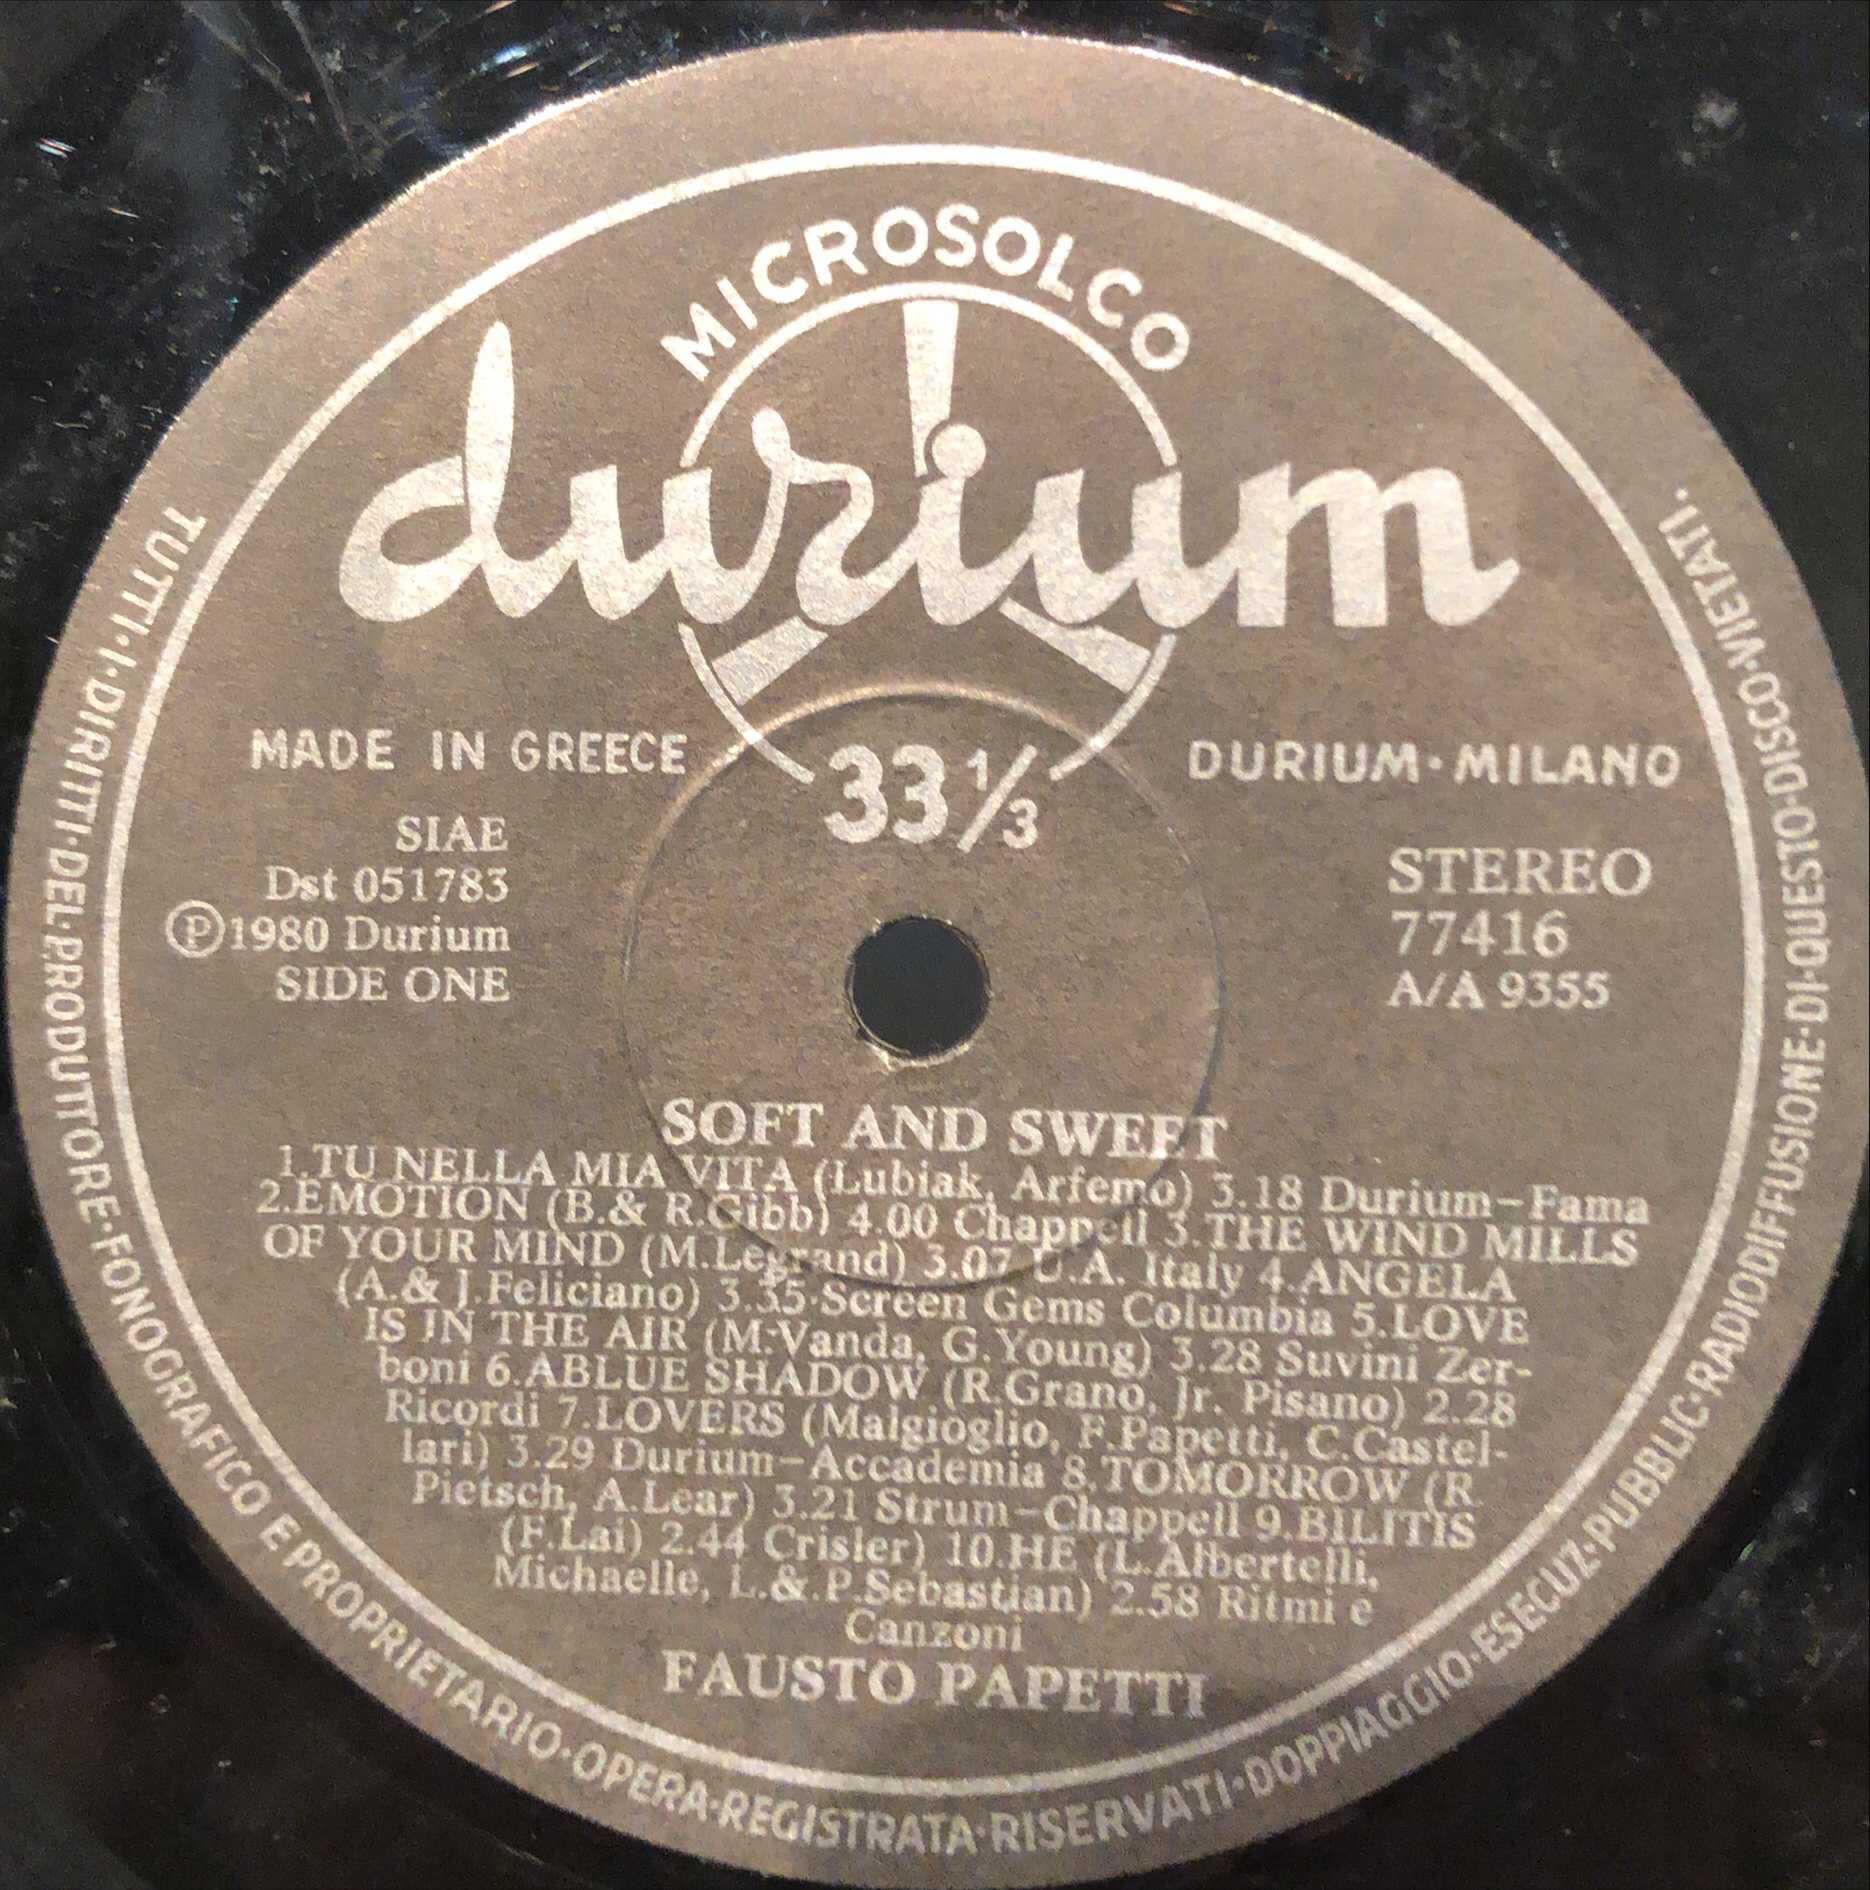 MICROSOLCO
durium
MADE IN GREECE
33 1/3
DURIUM·MILANO
SIAE
Dst 051783
Ⓟ1980 Durium
SIDE ONE
STEREO
77416
A/A 9355
SOFT AND SWEET
1.TU NELLA MIA VITA (Lubiak, Arfemo) 3.18 Durium–Fama
2.EMOTION (B.& R.Gibb) 4.00 Chappell 3.THE WIND MILLS
OF YOUR MIND (M.Legrand) 3.07 U.A. Italy 4.ANGELA
(A.& J.Feliciano) 3.35 Screen Gems Columbia 5.LOVE
IS IN THE AIR (M.Vanda, G.Young) 3.28 Suvini Zer-
boni 6.ABLUE SHADOW (R.Grano, Jr. Pisano) 2.28
Ricordi 7.LOVERS (Malgioglio, F.Papetti, C.Castel-
lari) 3.29 Durium–Accademia 8.TOMORROW (R.
Pietsch, A.Lear) 3.21 Strum–Chappell 9.BILITIS
(F.Lai) 2.44 Crisler) 10.HE (L.Albertelli,
Michaelle, L.&.P.Sebastian) 2.58 Ritmi e
Canzoni
FAUSTO PAPETTI
TUTTI·I·DIRITTI·DEL·PRODUTTORE·FONOGRAFICO E PROPRIETARIO·OPERA·REGISTRATA·RISERVATI·DOPPIAGGIO·ESECUZ·PUBBLIC·RADIODIFFUSIONE·DI·QUESTO·DISCO·VIETATI.